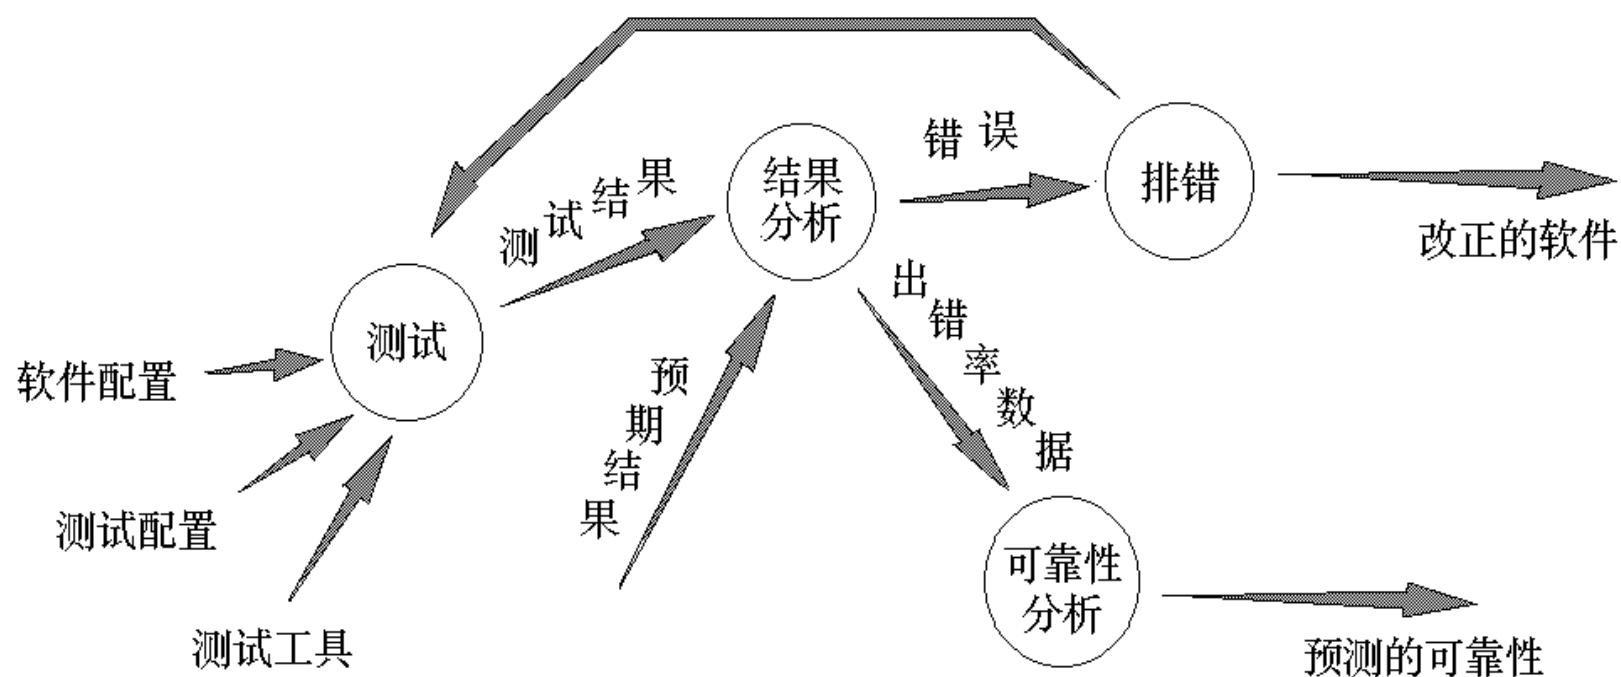 错误
结果
分析
排错
测试结果
改正的软件
出错率数据
测试
预期结果
软件配置
测试配置
可靠性
分析
测试工具
预测的可靠性